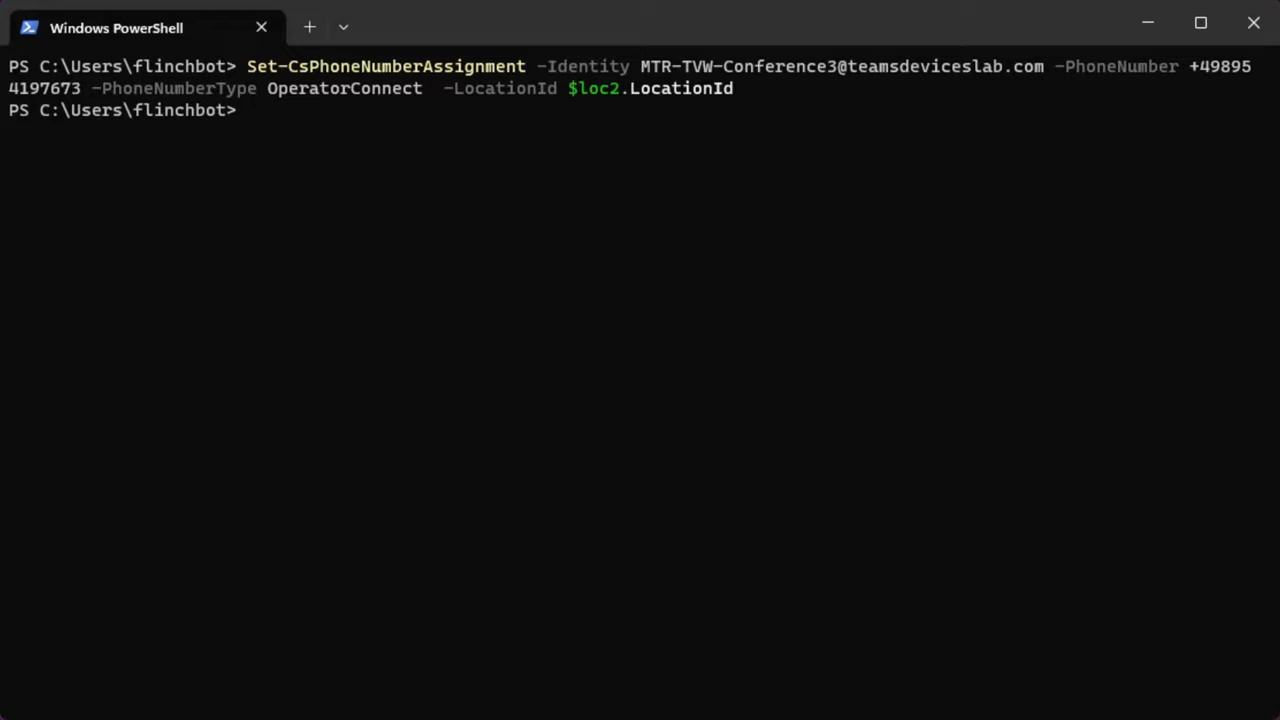 Windows PowerShell
PS C:\Users\flinchbot> Set-CsPhoneNumberAssignment -Identity MTR-TVW-Conference3@teamsdeviceslab.com -PhoneNumber +49895
4197673 -PhoneNumberType OperatorConnect  -LocationId $loc2.LocationId
PS C:\Users\flinchbot>